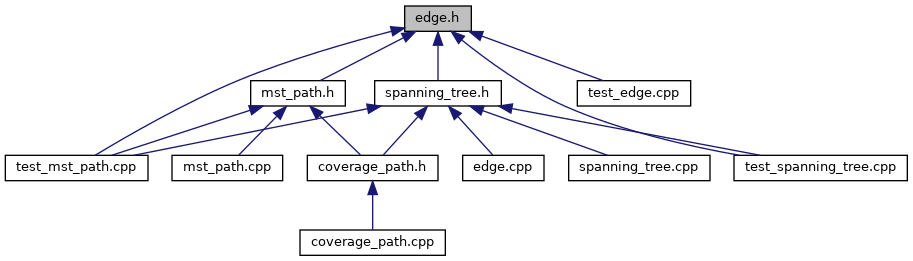 edge.h
mst_path.h
spanning_tree.h
test_edge.cpp
test_mst_path.cpp
mst_path.cpp
coverage_path.h
edge.cpp
spanning_tree.cpp
test_spanning_tree.cpp
coverage_path.cpp